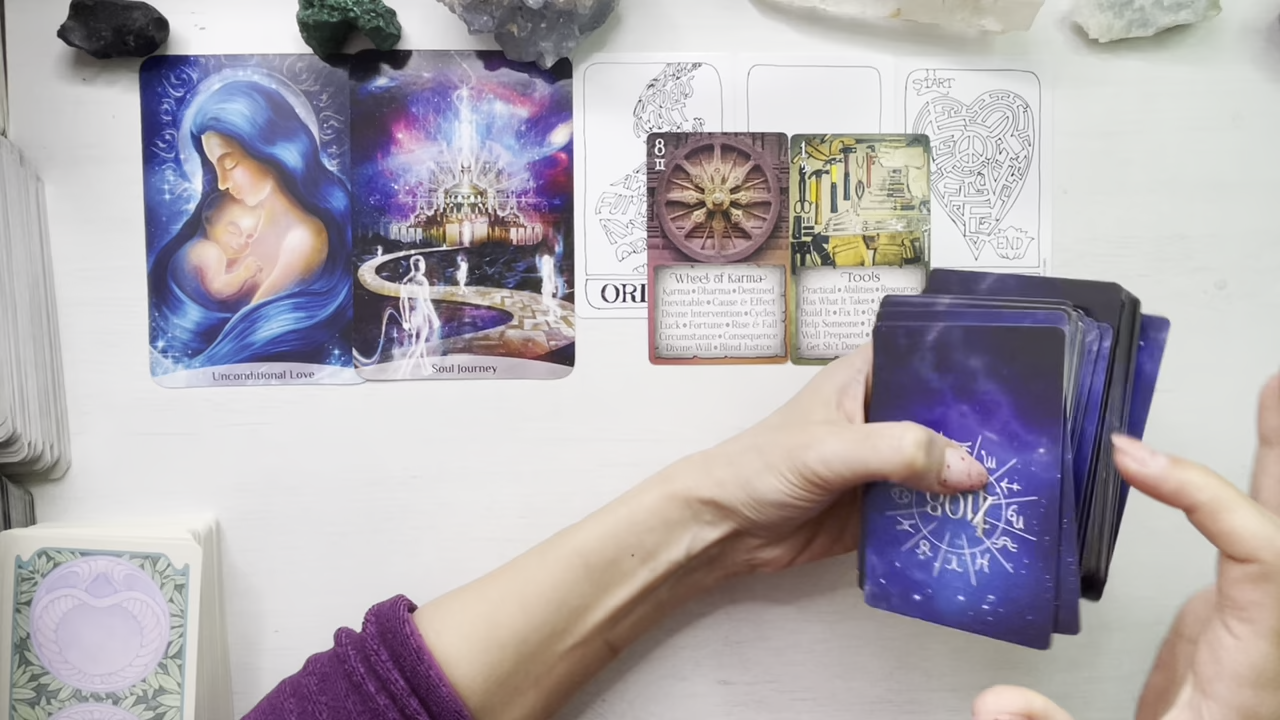 START
8
1
Wheel of Karma
Karma • Dharma • Destined
Inevitable • Cause & Effect
Divine Intervention • Cycles
Luck • Fortune • Rise & Fall
Circumstance • Consequence
Divine Will • Blind Justice
Tools
Practical • Abilities • Resources
Has What It Takes •
Build It • Fix It •
Help Someone •
Well Prepared •
Get Sh*t Done
END
ORI
Unconditional Love
Soul Journey